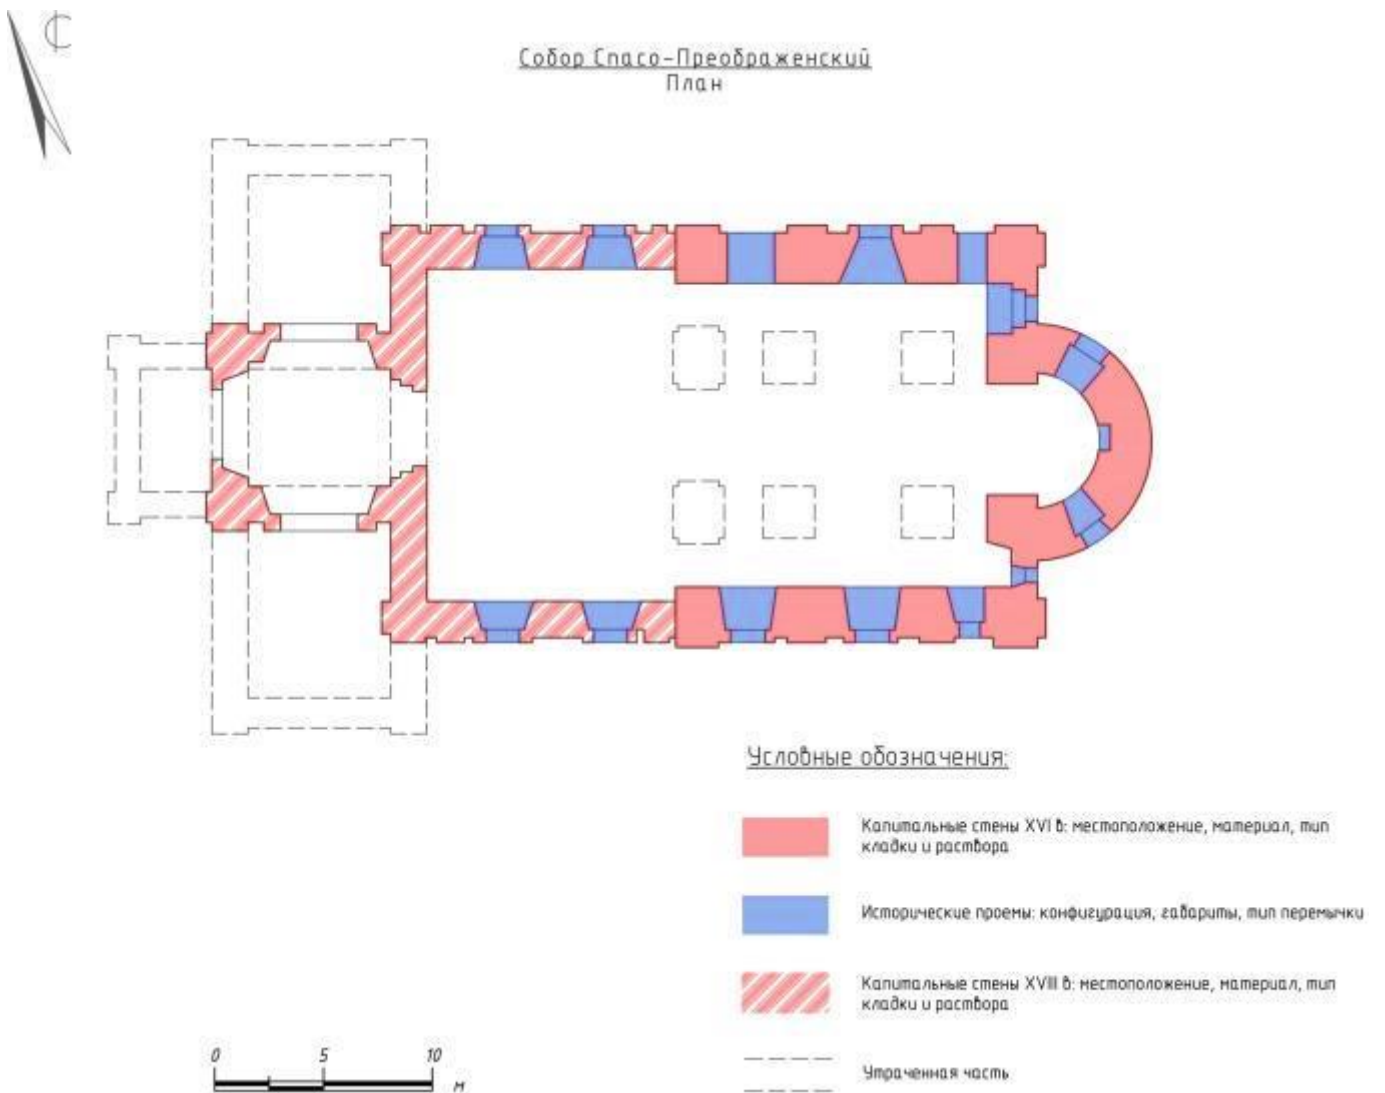 С
Собор Спасо-Преображенский
План
Условные обозначения:
Капитальные стены XVI в: местоположение, материал, тип
кладки и раствора
Исторические проемы: конфигурация, габариты, тип перемычки
Капитальные стены XVIII в: местоположение, материал, тип
кладки и раствора
Утраченная часть
0 5 10
м